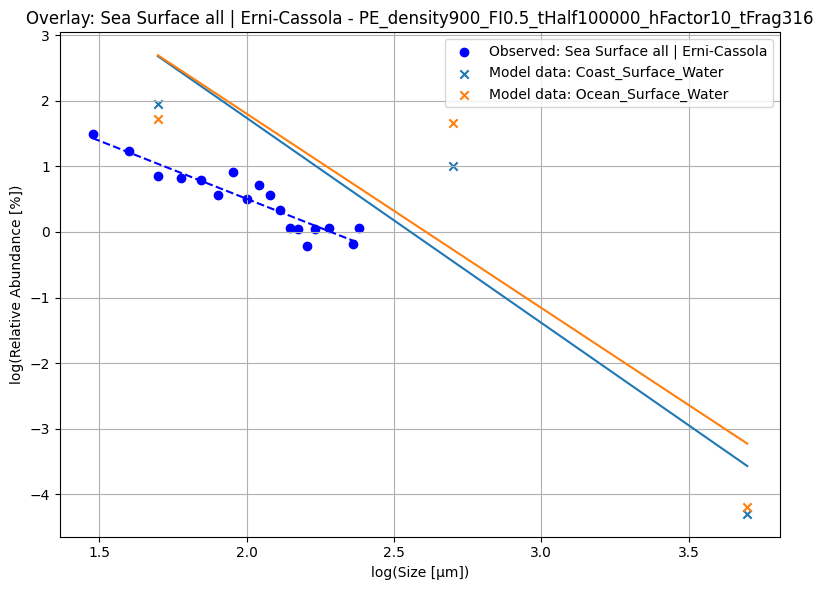 Overlay: Sea Surface all | Erni-Cassola - PE_density900_FI0.5_tHalf100000_hFactor10_tFrag316
Observed: Sea Surface all | Erni-Cassola
Model data: Coast_Surface_Water
Model data: Ocean_Surface_Water
log(Relative Abundance [%])
3
2
1
0
−1
−2
−3
−4
1.5
2.0
2.5
3.0
3.5
log(Size [μm])